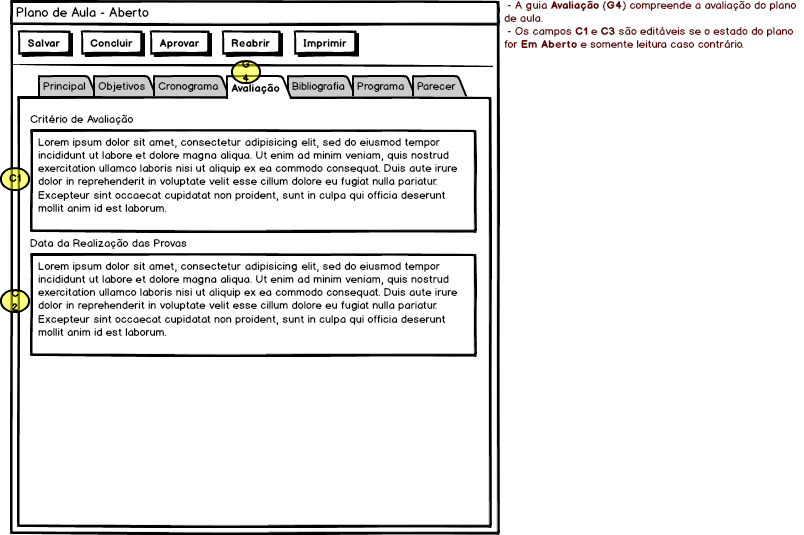 Plano de Aula - Aberto
- A guia Avaliação (G4) compreende a avaliação do plano
de aula.
- Os campos C1 e C3 são editáveis se o estado do plano
for Em Aberto e somente leitura caso contrário.
Salvar Concluir Aprovar Reabrir Imprimir
G
4
Principal Objetivos Cronograma Avaliação Bibliografia Programa Parecer
Critério de Avaliação
C1
Lorem ipsum dolor sit amet, consectetur adipisicing elit, sed do eiusmod tempor
incididunt ut labore et dolore magna aliqua. Ut enim ad minim veniam, quis nostrud
exercitation ullamco laboris nisi ut aliquip ex ea commodo consequat. Duis aute irure
dolor in reprehenderit in voluptate velit esse cillum dolore eu fugiat nulla pariatur.
Excepteur sint occaecat cupidatat non proident, sunt in culpa qui officia deserunt
mollit anim id est laborum.
Data da Realização das Provas
C
2
Lorem ipsum dolor sit amet, consectetur adipisicing elit, sed do eiusmod tempor
incididunt ut labore et dolore magna aliqua. Ut enim ad minim veniam, quis nostrud
exercitation ullamco laboris nisi ut aliquip ex ea commodo consequat. Duis aute irure
dolor in reprehenderit in voluptate velit esse cillum dolore eu fugiat nulla pariatur.
Excepteur sint occaecat cupidatat non proident, sunt in culpa qui officia deserunt
mollit anim id est laborum.